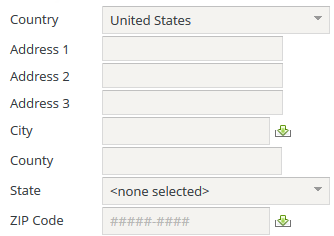 Country United States
Address 1
Address 2
Address 3
City
County
State <none selected>
ZIP Code #####-####